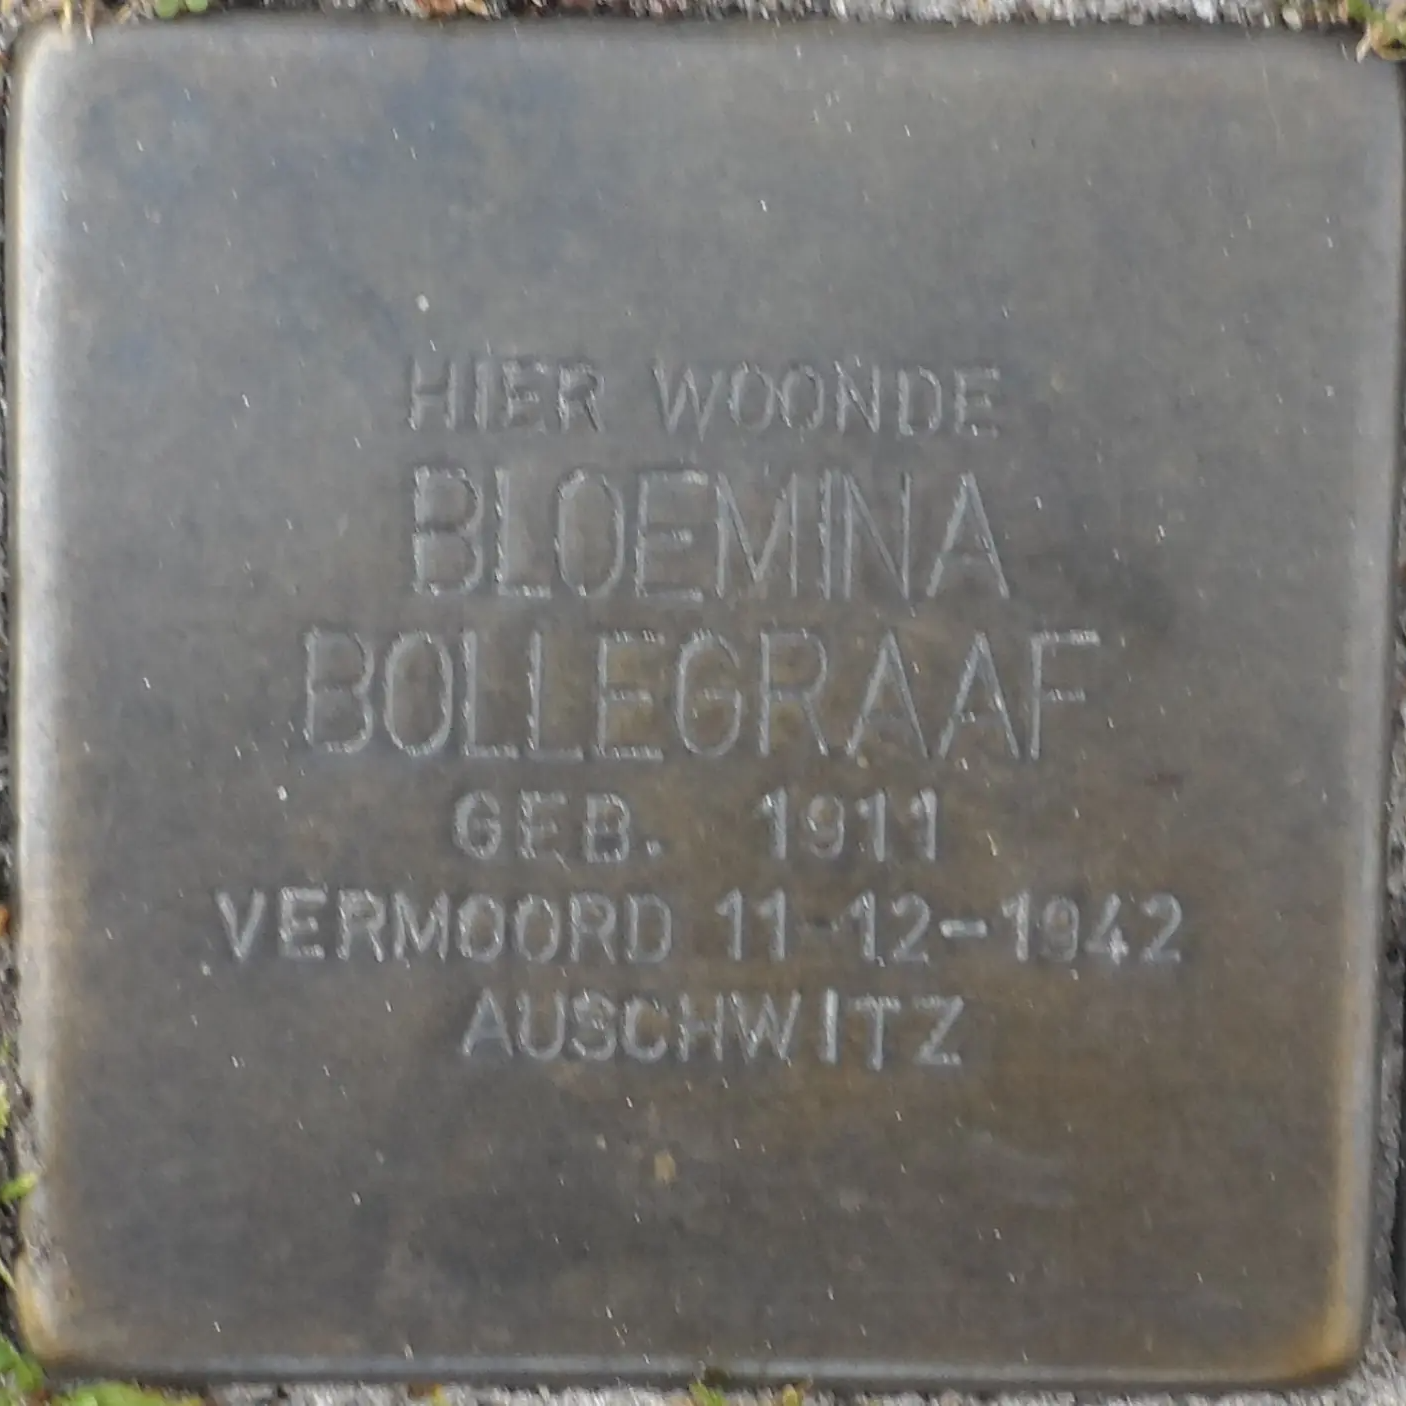 HIER WOONDE
BLOEMINA
BOLLEGRAAF
GEB. 1911
VERMOORD 11-12-1942
AUSCHWITZ